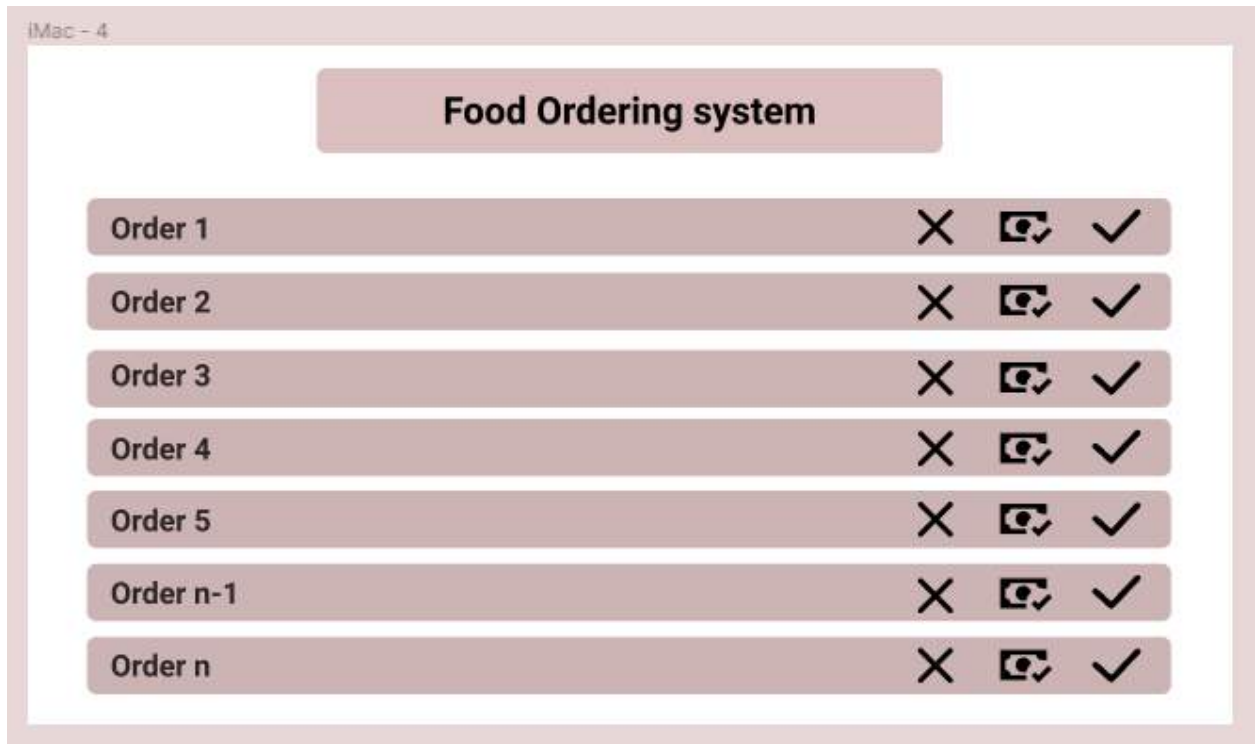 iMac - 4
Food Ordering system
Order 1
Order 2
Order 3
Order 4
Order 5
Order n-1
Order n